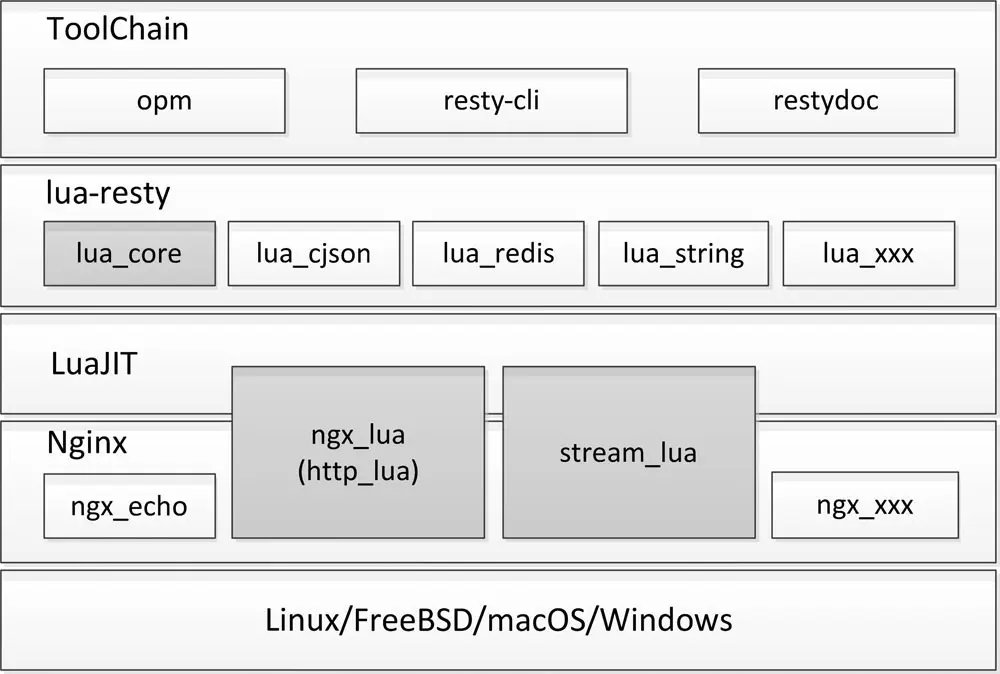 ToolChain
opm
resty-cli
restydoc
lua-resty
lua_core
lua_cjson
lua_redis
lua_string
lua_xxx
LuaJIT
Nginx
ngx_echo
ngx_lua
(http_lua)
stream_lua
ngx_xxx
Linux/FreeBSD/macOS/Windows